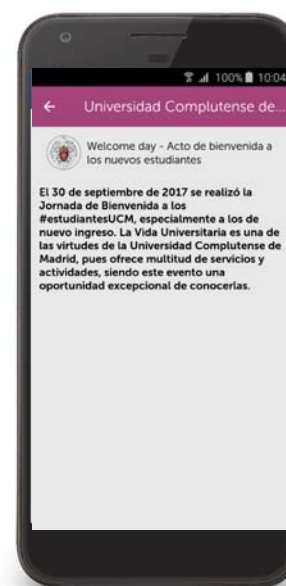 100% 10:04
← Universidad Complutense de...
Welcome day - Acto de bienvenida a
los nuevos estudiantes
El 30 de septiembre de 2017 se realizó la
Jornada de Bienvenida a los
#estudiantesUCM, especialmente a los de
nuevo ingreso. La Vida Universitaria es una de
las virtudes de la Universidad Complutense de
Madrid, pues ofrece multitud de servicios y
actividades, siendo este evento una
oportunidad excepcional de conocerlas.